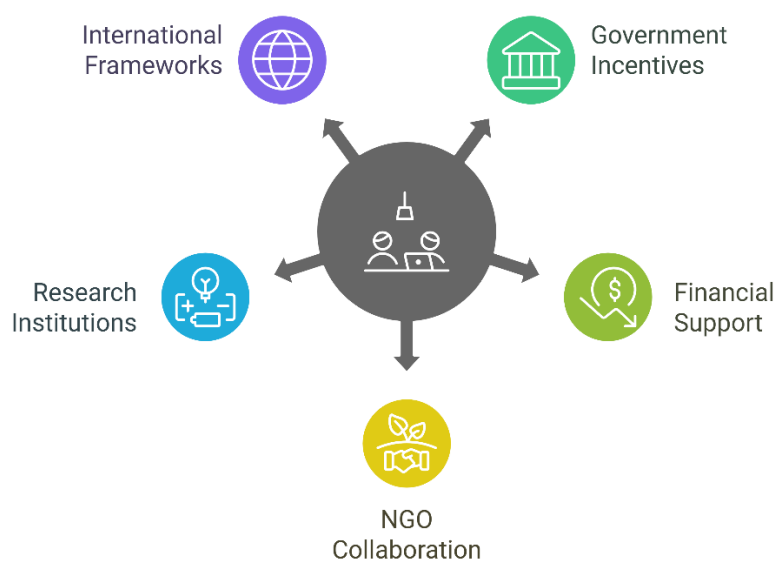 International
Frameworks
Government
Incentives
Research
Institutions
$
Financial
Support
NGO
Collaboration